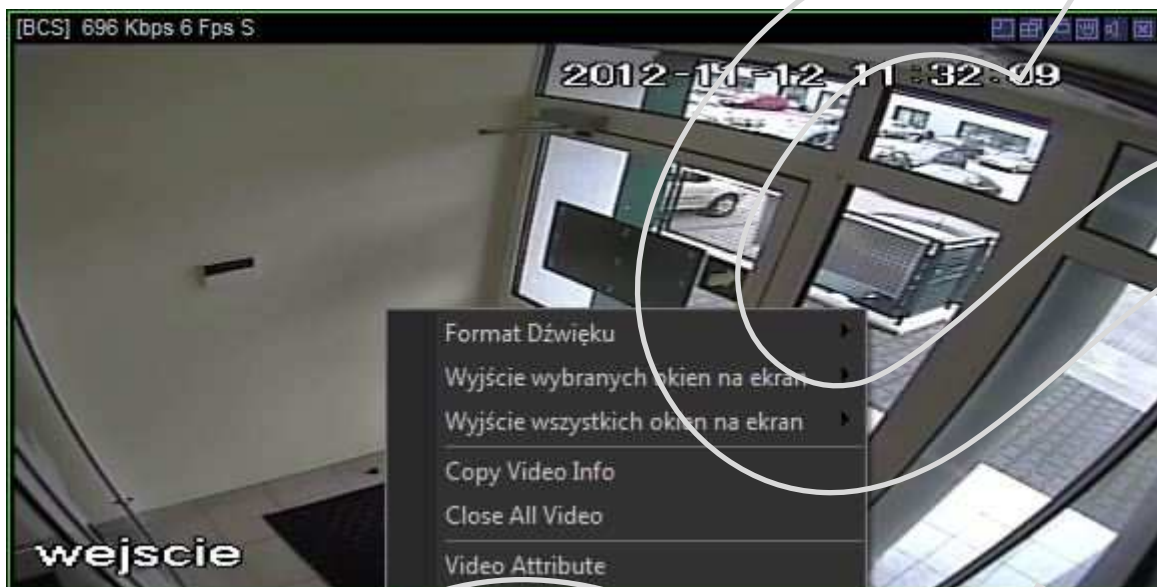 [BCS] 696 Kbps 6 Fps S
2012-11-12 11:32:09
Format Dźwięku
Wyjście wybranych okien na ekran
Wyjście wszystkich okien na ekran
Copy Video Info
Close All Video
Video Attribute
wejscie